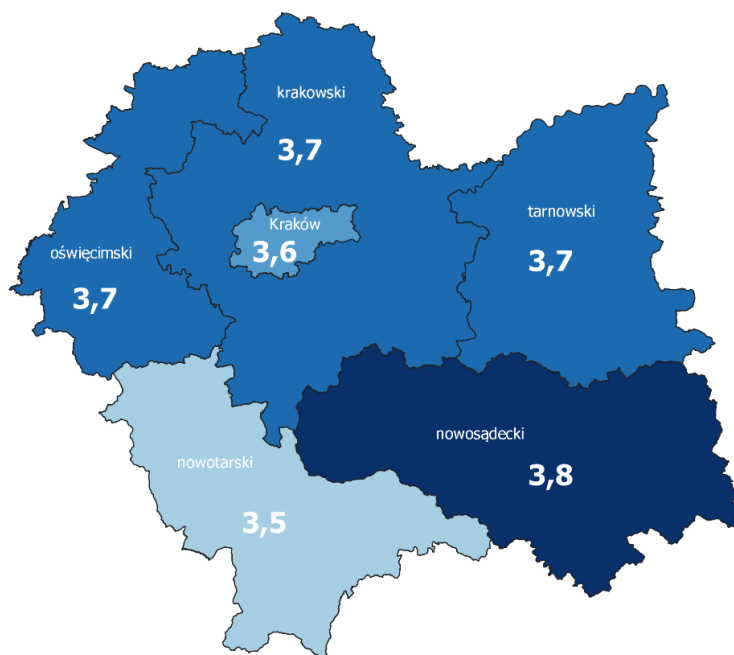 krakowski
3,7
tarnowski
3,7
Kraków
3,6
oświęcimski
3,7
nowosądecki
3,8
nowotarski
3,5